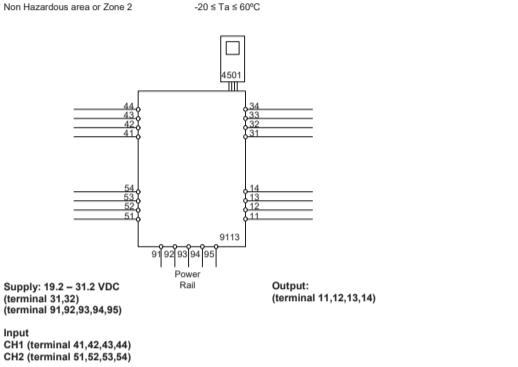 Non Hazardous area or Zone 2
-20 ≤ Ta ≤ 60ºC
4501
44
43
42
41
34
33
32
31
54
53
52
51
14
13
12
11
9113
91 92 93 94 95
Power
Rail
Supply: 19.2 – 31.2 VDC
(terminal 31,32)
(terminal 91,92,93,94,95)
Output:
(terminal 11,12,13,14)
Input
CH1 (terminal 41,42,43,44)
CH2 (terminal 51,52,53,54)